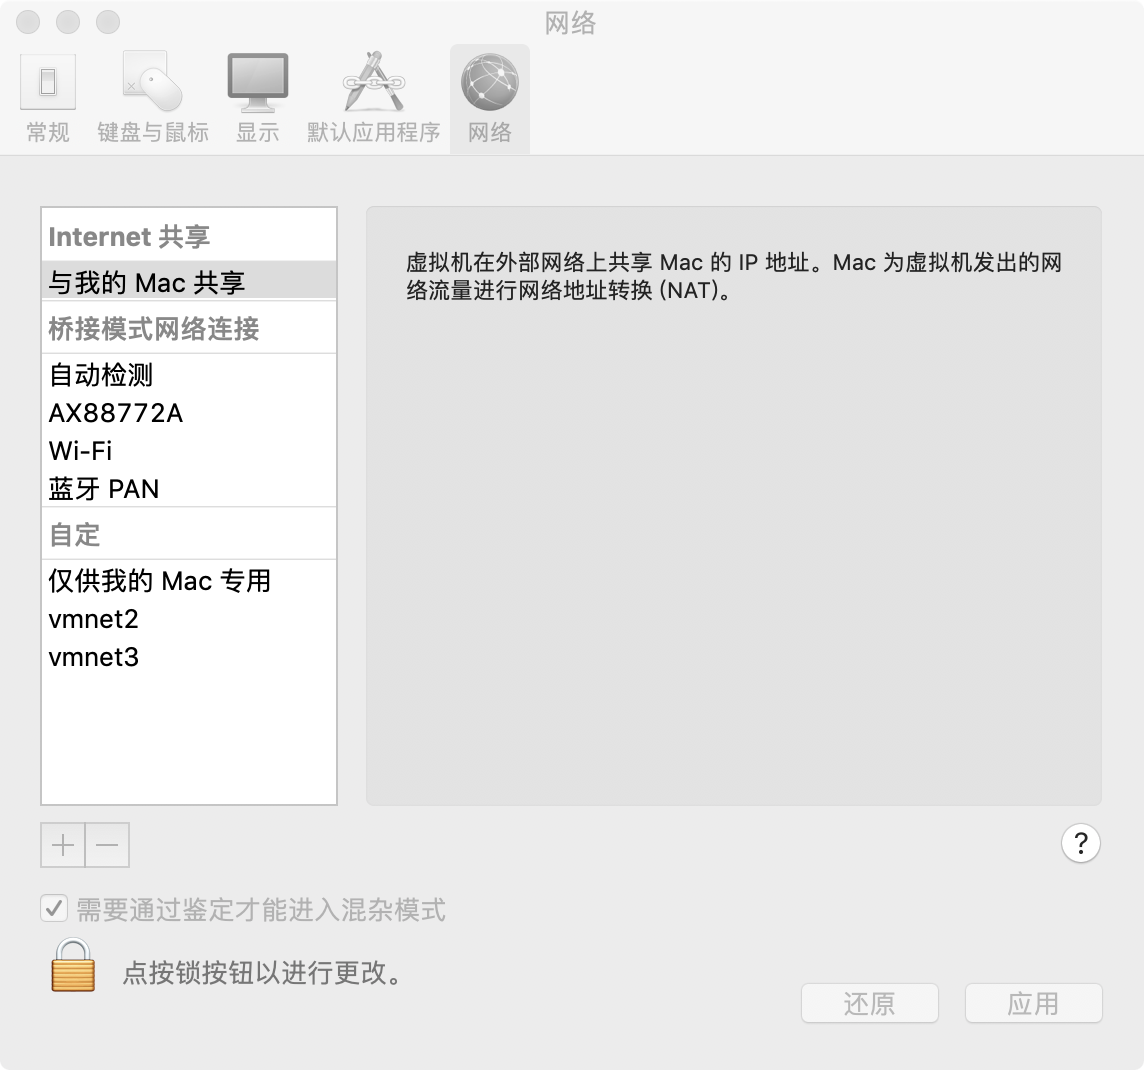 网络
常规
键盘与鼠标
显示
默认应用程序
网络
Internet 共享
与我的 Mac 共享
桥接模式网络连接
自动检测
AX88772A
Wi-Fi
蓝牙 PAN
自定
仅供我的 Mac 专用
vmnet2
vmnet3
虚拟机在外部网络上共享 Mac 的 IP 地址。Mac 为虚拟机发出的网
络流量进行网络地址转换 (NAT)。
?
需要通过鉴定才能进入混杂模式
点按锁按钮以进行更改。
还原
应用